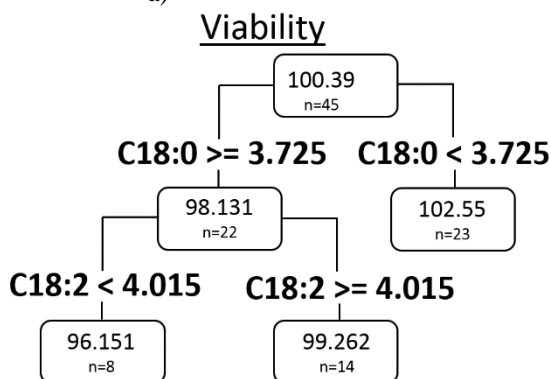 a)
Viability
100.39
n=45
C18:0 >= 3.725 C18:0 < 3.725
98.131
n=22
102.55
n=23
C18:2 < 4.015 C18:2 >= 4.015
96.151
n=8
99.262
n=14